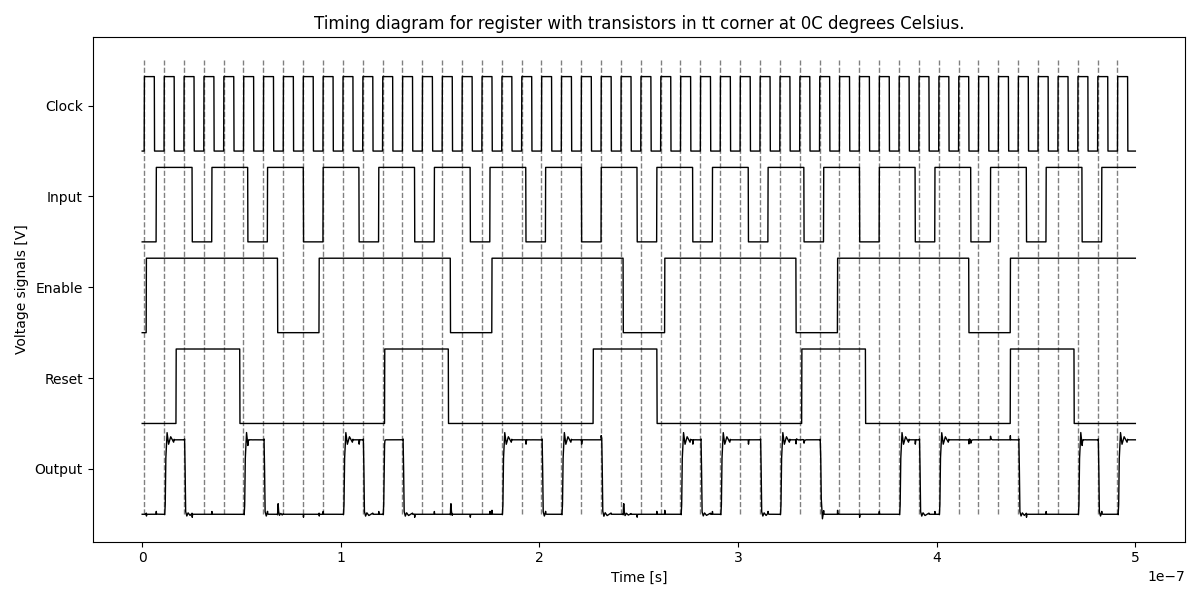 Timing diagram for register with transistors in tt corner at 0C degrees Celsius.
Voltage signals [V]
Clock
Input
Enable
Reset
Output
0 1 2 3 4 5
1e−7
Time [s]